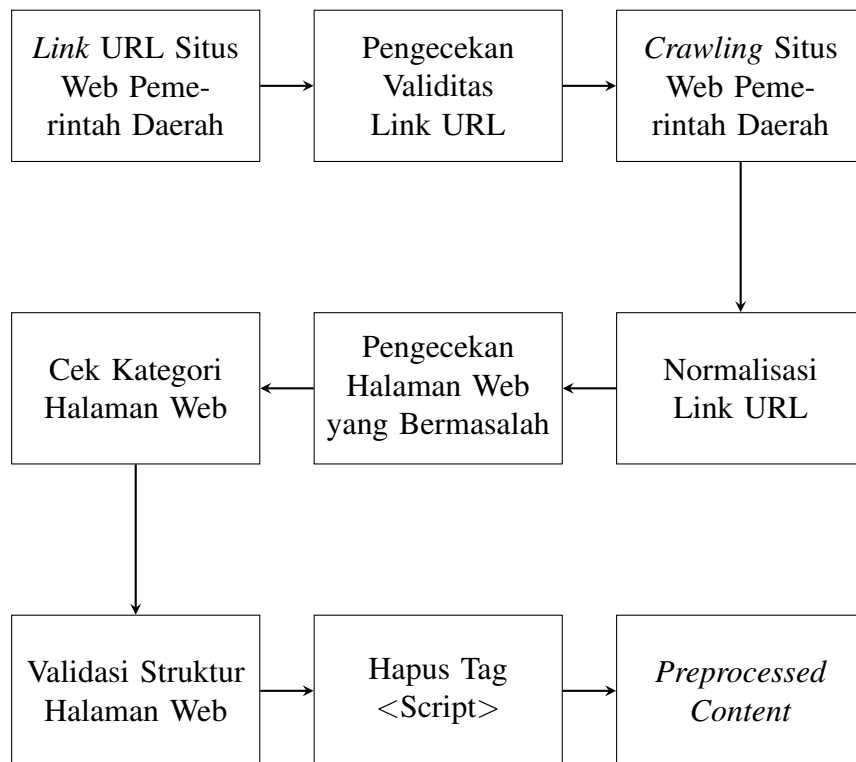 Link URL Situs
Web Peme-
rintah Daerah
Pengecekan
Validitas
Link URL
Crawling Situs
Web Peme-
rintah Daerah
Cek Kategori
Halaman Web
Pengecekan
Halaman Web
yang Bermasalah
Normalisasi
Link URL
Validasi Struktur
Halaman Web
Hapus Tag
<Script>
Preprocessed
Content